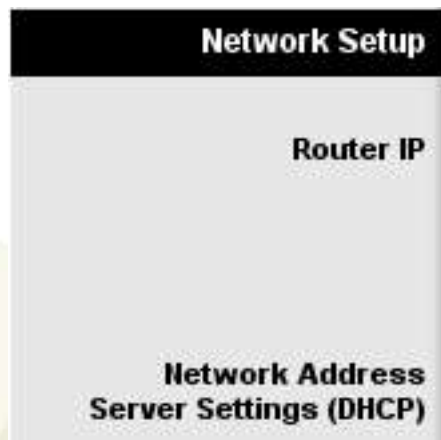 Network Setup
Router IP
Network Address
Server Settings (DHCP)